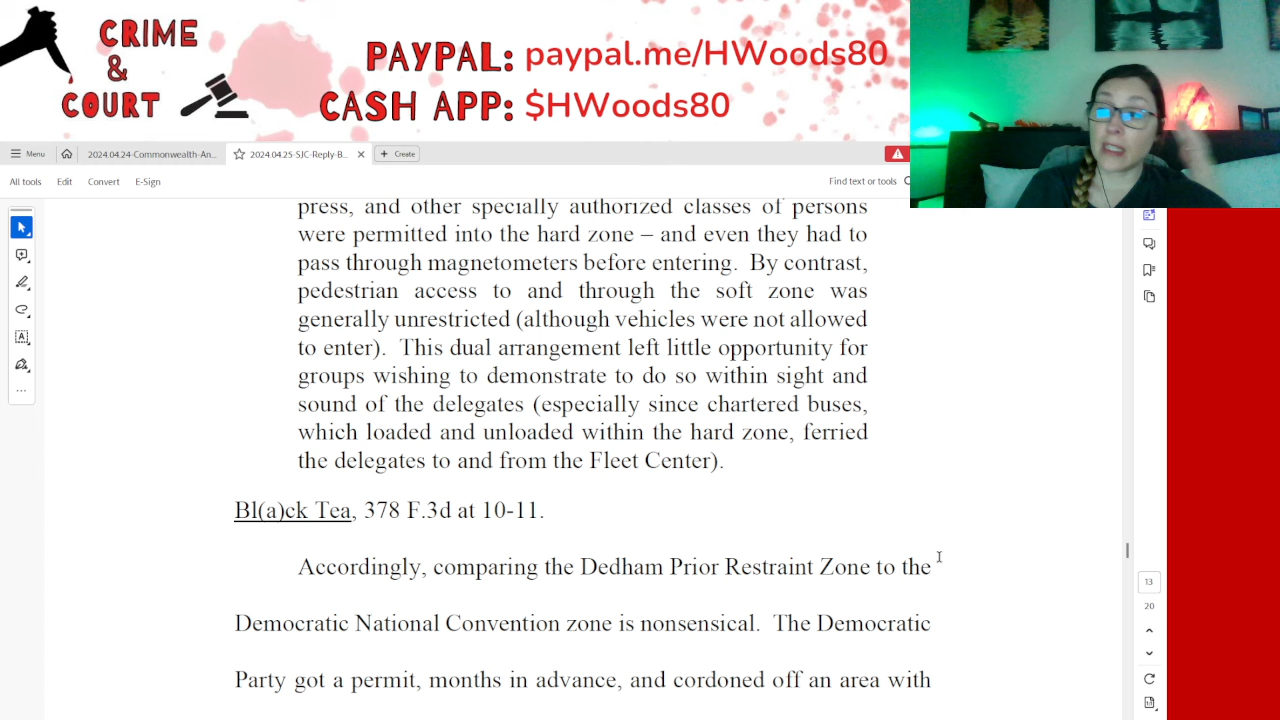 CRIME
&
COURT
PAYPAL: paypal.me/HWoods80
CASH APP: $HWoods80
Menu
2024.04.24-Commonwealth-An...
2024.04.25-SJC-Reply-B...
Create
All tools
Edit
Convert
E-Sign
Find text or tools
press, and other specially authorized classes of persons
were permitted into the hard zone – and even they had to
pass through magnetometers before entering. By contrast,
pedestrian access to and through the soft zone was
generally unrestricted (although vehicles were not allowed
to enter). This dual arrangement left little opportunity for
groups wishing to demonstrate to do so within sight and
sound of the delegates (especially since chartered buses,
which loaded and unloaded within the hard zone, ferried
the delegates to and from the Fleet Center).
Bl(a)ck Tea, 378 F.3d at 10-11.
Accordingly, comparing the Dedham Prior Restraint Zone to the
Democratic National Convention zone is nonsensical. The Democratic
Party got a permit, months in advance, and cordoned off an area with
13
20